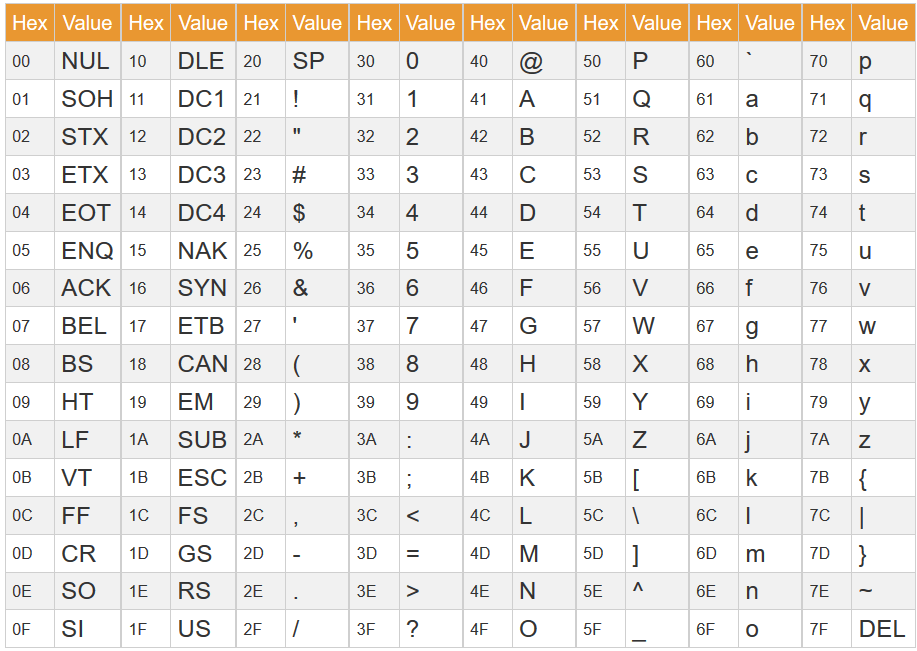 Hex Value Hex Value Hex Value Hex Value Hex Value Hex Value Hex Value Hex Value
00 NUL 10 DLE 20 SP 30 0 40 @ 50 P 60 ` 70 p
01 SOH 11 DC1 21 ! 31 1 41 A 51 Q 61 a 71 q
02 STX 12 DC2 22 " 32 2 42 B 52 R 62 b 72 r
03 ETX 13 DC3 23 # 33 3 43 C 53 S 63 c 73 s
04 EOT 14 DC4 24 $ 34 4 44 D 54 T 64 d 74 t
05 ENQ 15 NAK 25 % 35 5 45 E 55 U 65 e 75 u
06 ACK 16 SYN 26 & 36 6 46 F 56 V 66 f 76 v
07 BEL 17 ETB 27 ' 37 7 47 G 57 W 67 g 77 w
08 BS 18 CAN 28 ( 38 8 48 H 58 X 68 h 78 x
09 HT 19 EM 29 ) 39 9 49 I 59 Y 69 i 79 y
0A LF 1A SUB 2A * 3A : 4A J 5A Z 6A j 7A z
0B VT 1B ESC 2B + 3B ; 4B K 5B [ 6B k 7B {
0C FF 1C FS 2C , 3C < 4C L 5C \ 6C l 7C |
0D CR 1D GS 2D - 3D = 4D M 5D ] 6D m 7D }
0E SO 1E RS 2E . 3E > 4E N 5E ^ 6E n 7E ~
0F SI 1F US 2F / 3F ? 4F O 5F _ 6F o 7F DEL